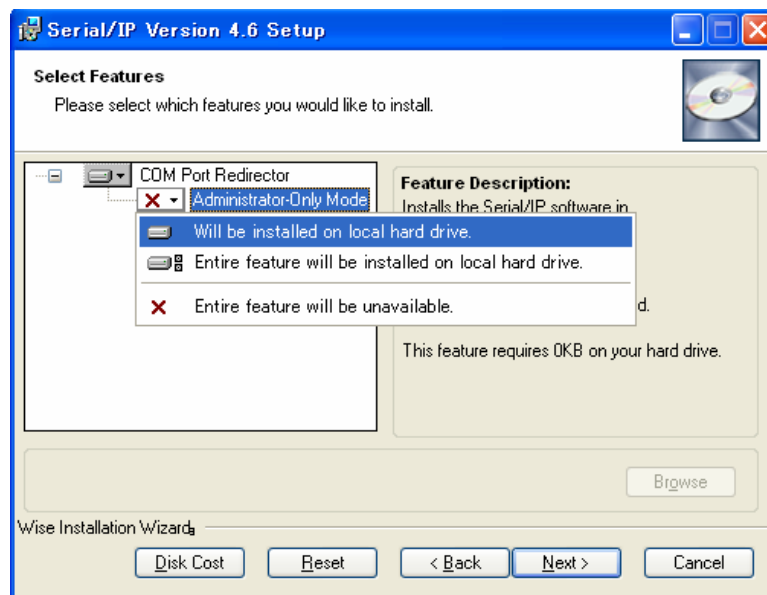 Serial/IP Version 4.6 Setup
Select Features
Please select which features you would like to install.
COM Port Redirector
Administrator-Only Mode
Will be installed on local hard drive.
Entire feature will be installed on local hard drive.
Entire feature will be unavailable.
Feature Description:
Installs the Serial/IP software in
d.
This feature requires 0KB on your hard drive.
Browse
Wise Installation Wizard
Disk Cost
Reset
< Back
Next >
Cancel